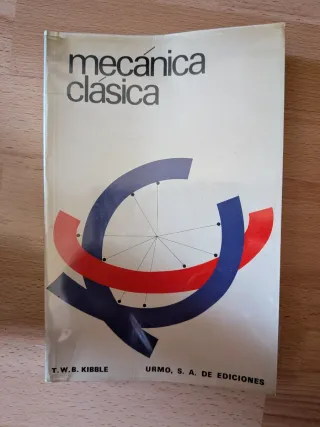 mecánica
clásica
T. W. B. KIBBLE
URMO, S. A. DE EDICIONES